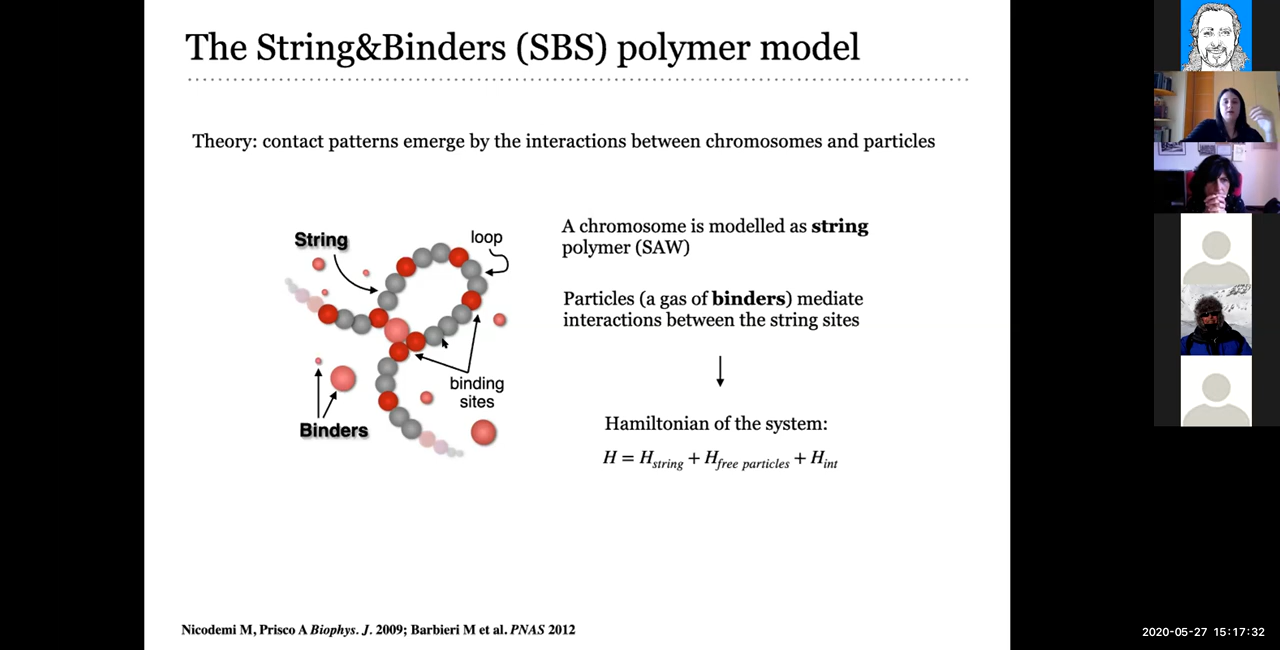 The String&Binders (SBS) polymer model
Theory: contact patterns emerge by the interactions between chromosomes and particles
String
loop
binding
sites
Binders
A chromosome is modelled as string
polymer (SAW)
Particles (a gas of binders) mediate
interactions between the string sites
Hamiltonian of the system:
H = H_string + H_free particles + H_int
Nicodemi M, Prisco A Biophys. J. 2009; Barbieri M et al. PNAS 2012
2020-05-27 15:17:32